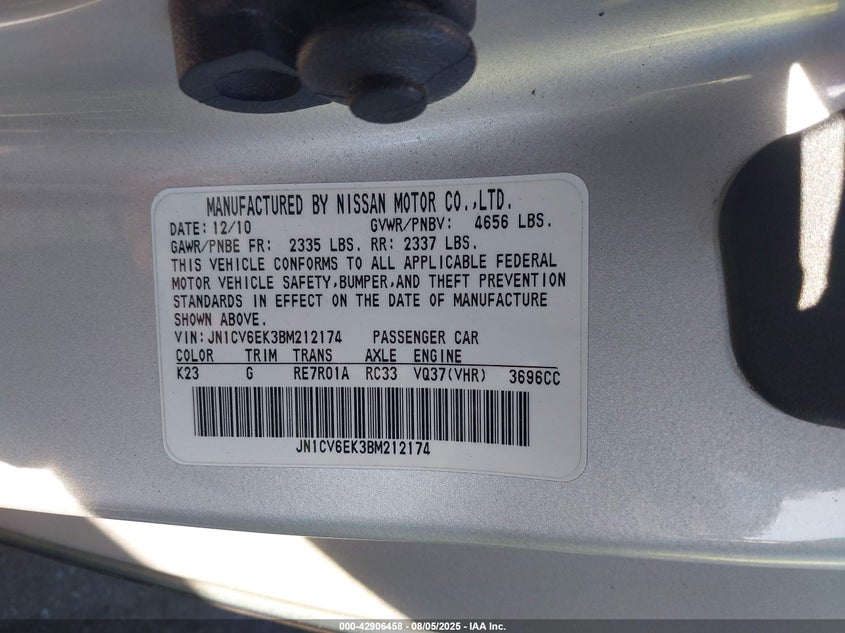 MANUFACTURED BY NISSAN MOTOR CO.,LTD.
DATE: 12/10 GVWR/PNBV: 4656 LBS.
GAWR/PNBE FR: 2335 LBS. RR: 2337 LBS.
THIS VEHICLE CONFORMS TO ALL APPLICABLE FEDERAL
MOTOR VEHICLE SAFETY,BUMPER,AND THEFT PREVENTION
STANDARDS IN EFFECT ON THE DATE OF MANUFACTURE
SHOWN ABOVE.
VIN:JN1CV6EK3BM212174 PASSENGER CAR
COLOR TRIM TRANS AXLE ENGINE
K23 G RE7R01A RC33 VQ37(VHR) 3696CC
JN1CV6EK3BM212174
000-42906458 - 08/05/2025 - IAA Inc.